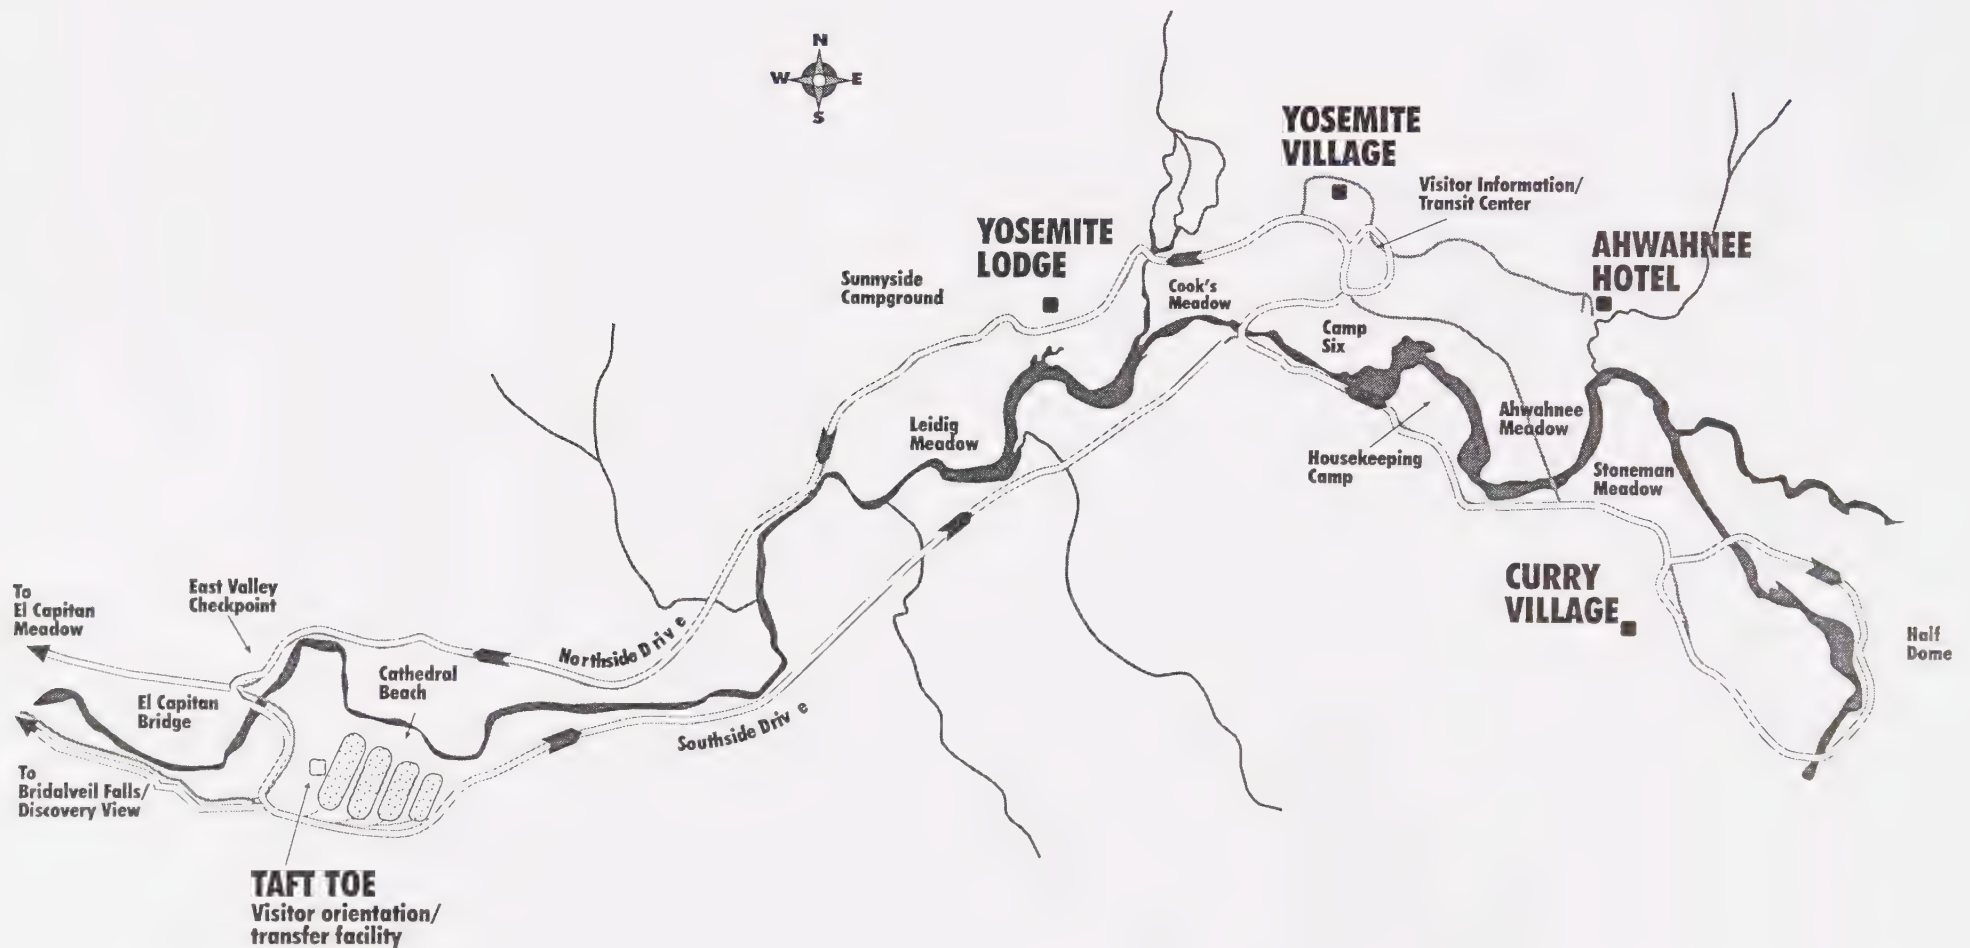 N
W E
S
YOSEMITE
VILLAGE
Visitor Information/
Transit Center
YOSEMITE
LODGE
AHWAHNEE
HOTEL
Sunnyside
Campground
Cook's
Meadow
Camp
Six
Leidig
Meadow
Ahwahnee
Meadow
Housekeeping
Camp
Stoneman
Meadow
CURRY
VILLAGE
Half
Dome
To
El Capitan
Meadow
East Valley
Checkpoint
Northside Drive
Cathedral
Beach
El Capitan
Bridge
Southside Drive
To
Bridalveil Falls/
Discovery View
TAFT TOE
Visitor orientation/
transfer facility